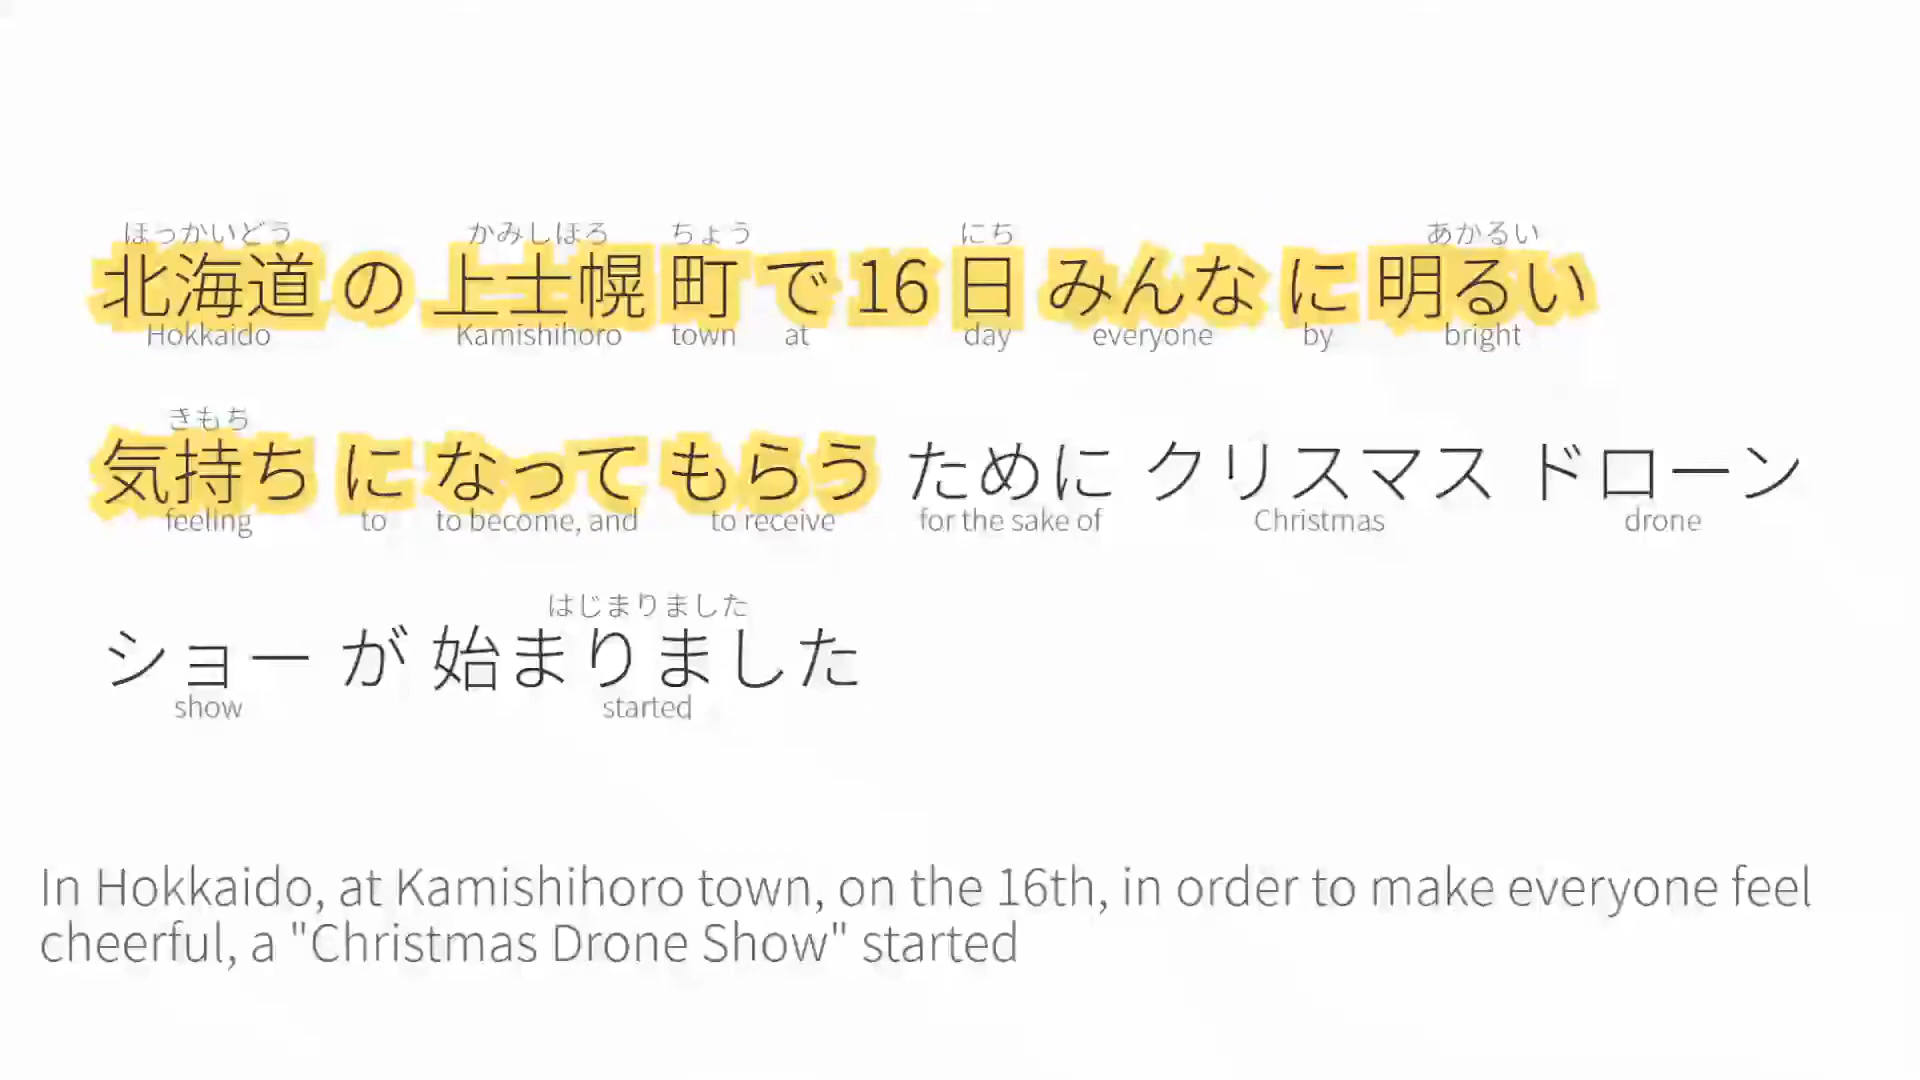 ほっかいどう かみしほろ ちょう にち あかるい
北海道 の 上士幌 町 で 16 日 みんな に 明るい
Hokkaido Kamishihoro town at day everyone by bright
きもち
気持ち に なって もらう ために クリスマス ドローン
feeling to to become, and to receive for the sake of Christmas drone
はじまりました
ショー が 始まりました
show started
In Hokkaido, at Kamishihoro town, on the 16th, in order to make everyone feel
cheerful, a "Christmas Drone Show" started